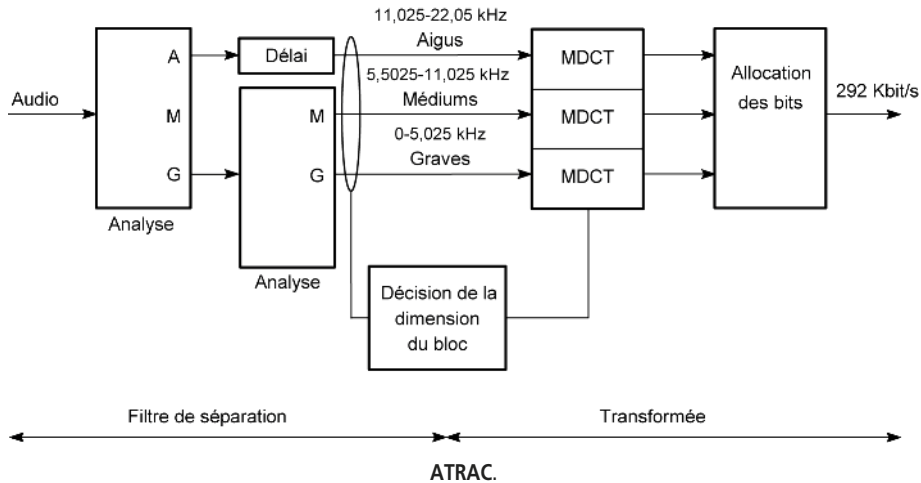 11,025-22,05 kHz
Aigus
A
Délai
MDCT
5,5025-11,025 kHz
Médiums
Audio
M
M
MDCT
Allocation
des bits
292 Kbit/s
0-5,025 kHz
Graves
G
G
MDCT
Analyse
Analyse
Décision de la
dimension
du bloc
Filtre de séparation
Transformée
ATRAC.